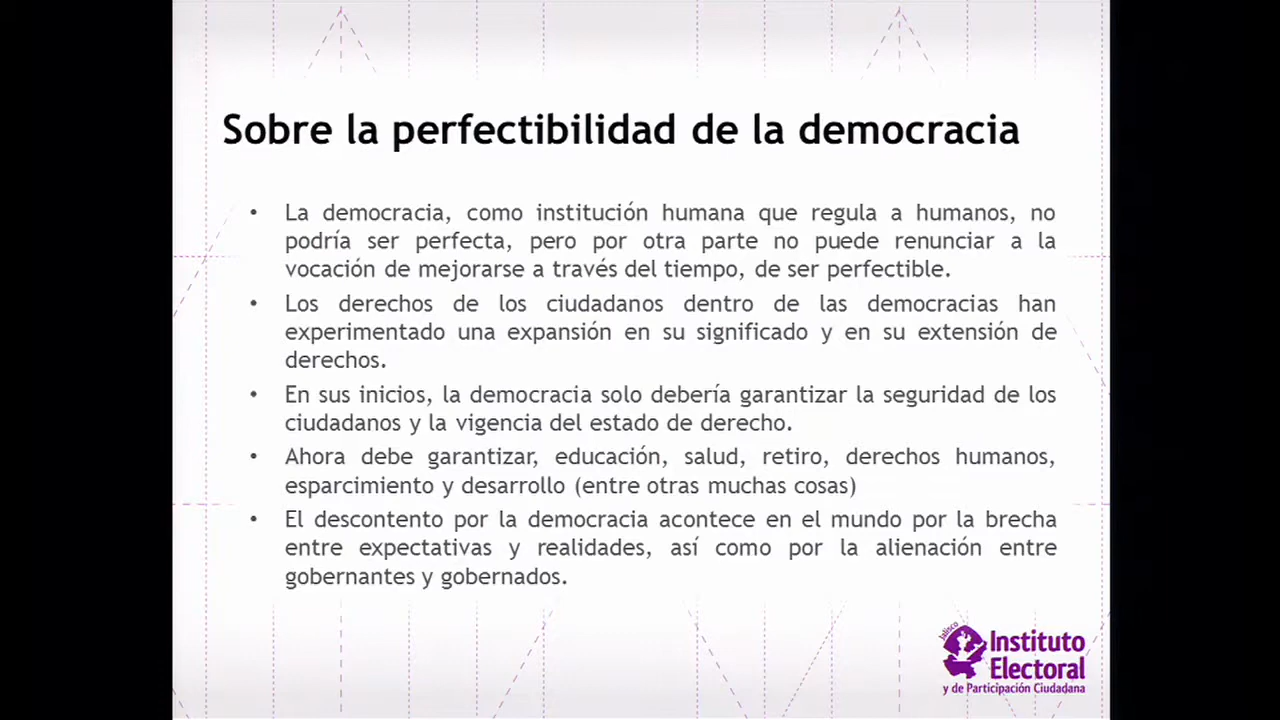 Sobre la perfectibilidad de la democracia
• La democracia, como institución humana que regula a humanos, no
podría ser perfecta, pero por otra parte no puede renunciar a la
vocación de mejorarse a través del tiempo, de ser perfectible.
• Los derechos de los ciudadanos dentro de las democracias han
experimentado una expansión en su significado y en su extensión de
derechos.
• En sus inicios, la democracia solo debería garantizar la seguridad de los
ciudadanos y la vigencia del estado de derecho.
• Ahora debe garantizar, educación, salud, retiro, derechos humanos,
esparcimiento y desarrollo (entre otras muchas cosas)
• El descontento por la democracia acontece en el mundo por la brecha
entre expectativas y realidades, así como por la alienación entre
gobernantes y gobernados.
Jalisco
Instituto
Electoral
y de Participación Ciudadana